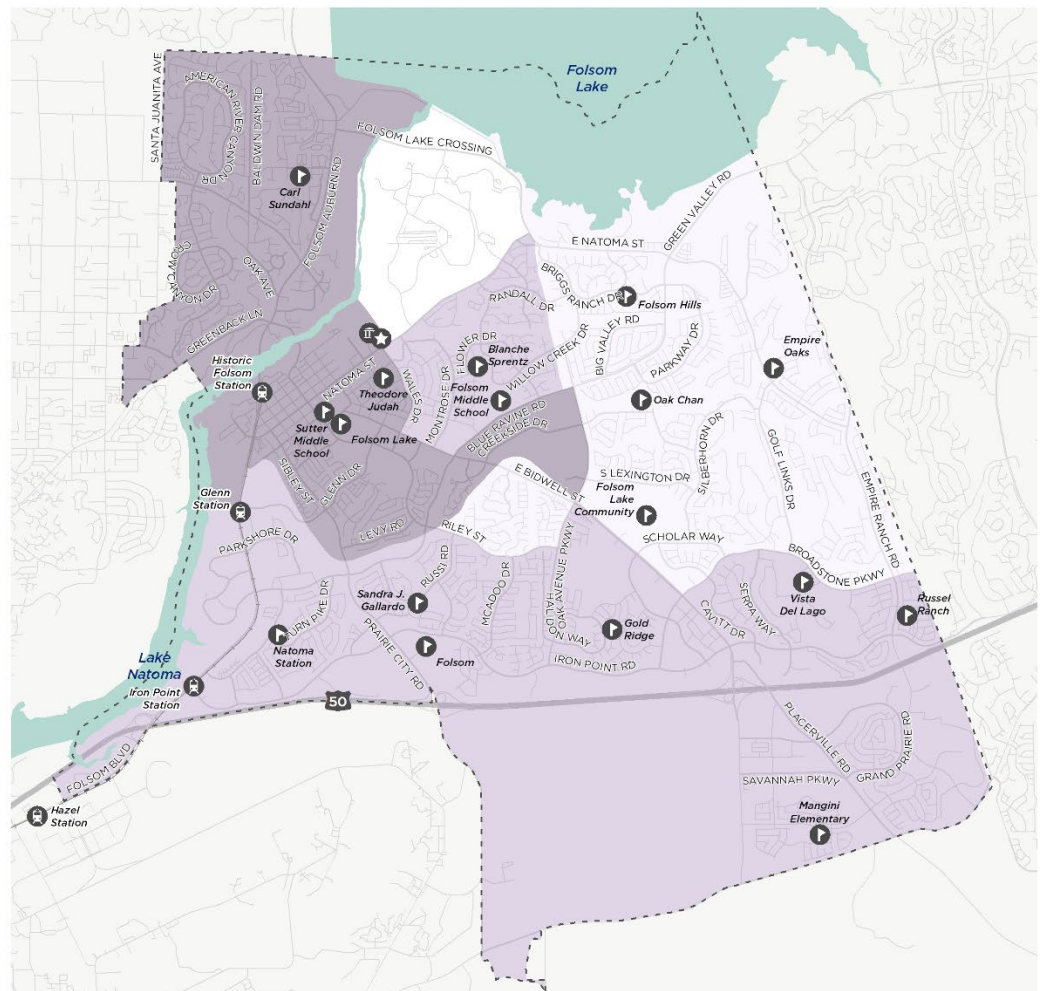 Folsom
Lake
SANTA JUANITA AVE
AMERICAN RIVER
CANYON DR
BALDWIN DAM RD
FOLSOM LAKE CROSSING
FOLSOM AUBURN RD
Carl
Sundahl
GREEN VALLEY RD
E NATOMA ST
CROW CANYON DR
OAK AVE
BRIGGS RANCH DR
RANDALL DR
Folsom Hills
GREENBACK LN
BIG VALLEY RD
PARKWAY DR
FLOWER DR
Blanche
Sprentz
WILLOW CREEK DR
Empire
Oaks
Historic
Folsom
Station
NATOMA ST
WALES DR
MONTROSE DR
Theodore
Judah
Folsom
Middle
School
Oak Chan
Sutter
Middle
School
Folsom Lake
BLUE RAVINE RD
CREEKSIDE DR
SILBERHORN DR
GOLF LINKS DR
SIBLEY ST
GLENN DR
E BIDWELL ST
S LEXINGTON DR
Folsom
Lake
Community
EMPIRE RANCH RD
Glenn
Station
LEVY RD
RILEY ST
PARKSHORE DR
SCHOLAR WAY
BROADSTONE PKWY
RUSSI RD
MCADOO DR
OAK AVENUE PKWY
HALDON WAY
Sandra J.
Gallardo
SERPA WAY
Vista
Del Lago
CAVITT DR
Russel
Ranch
TURN PIKE DR
Natoma
Station
PRAIRIE CITY RD
Folsom
Gold
Ridge
IRON POINT RD
Lake
Natoma
Iron Point
Station
50
PLACERVILLE RD
GRAND PRAIRIE RD
FOLSOM BLVD
SAVANNAH PKWY
Hazel
Station
Mangini
Elementary